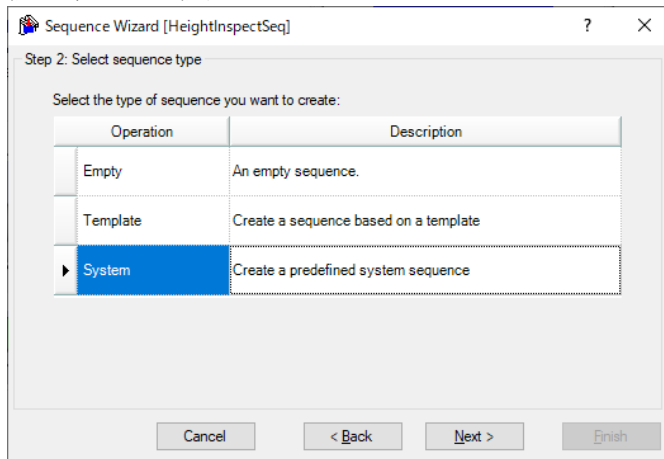 Sequence Wizard [HeightInspectSeq] ? ×
Step 2: Select sequence type
Select the type of sequence you want to create:
Operation Description
Empty An empty sequence.
Template Create a sequence based on a template
System Create a predefined system sequence
Cancel < Back Next > Finish